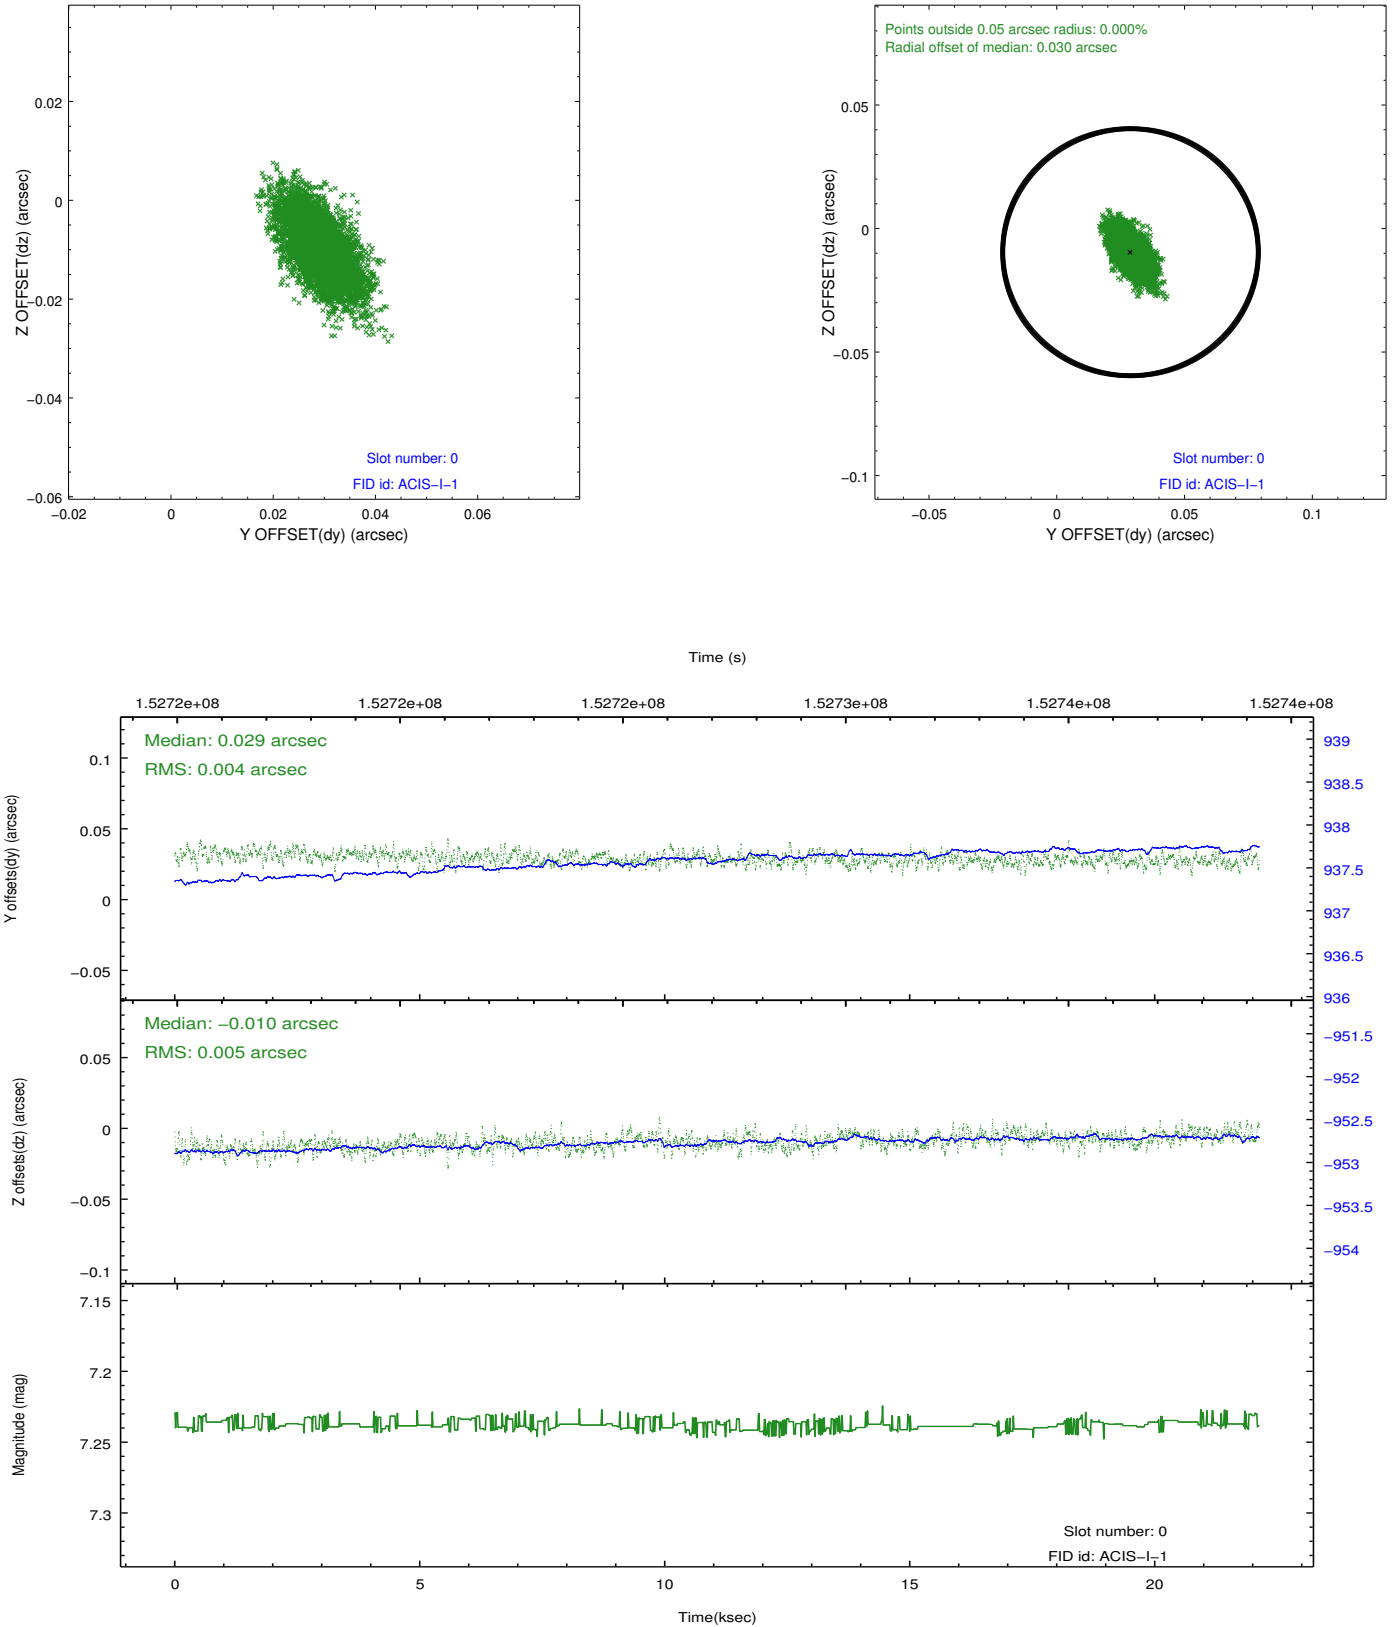 0.02
0
−0.02
−0.04
−0.06
−0.02
0
0.02
0.04
0.06
Z OFFSET(dz) (arcsec)
Y OFFSET(dy) (arcsec)
Slot number: 0
FID id: ACIS−I−1
Points outside 0.05 arcsec radius: 0.000%
Radial offset of median: 0.030 arcsec
0.05
0
−0.05
−0.1
−0.05
0
0.05
0.1
Z OFFSET(dz) (arcsec)
Y OFFSET(dy) (arcsec)
Slot number: 0
FID id: ACIS−I−1
Time (s)
1.5272e+08
1.5272e+08
1.5272e+08
1.5273e+08
1.5274e+08
1.5274e+08
Median: 0.029 arcsec
RMS: 0.004 arcsec
0.1
0.05
0
−0.05
Y offsets(dy) (arcsec)
939
938.5
938
937.5
937
936.5
936
Median: −0.010 arcsec
RMS: 0.005 arcsec
0.05
0
−0.05
−0.1
Z offsets(dz) (arcsec)
−951.5
−952
−952.5
−953
−953.5
−954
7.15
7.2
7.25
7.3
Magnitude (mag)
Slot number: 0
FID id: ACIS−I−1
0
5
10
15
20
Time(ksec)